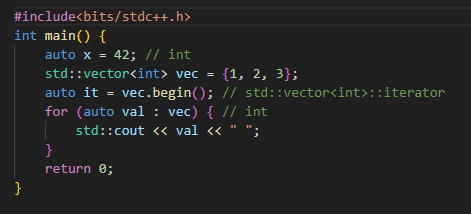 #include<bits/stdc++.h>
int main() {
    auto x = 42; // int
    std::vector<int> vec = {1, 2, 3};
    auto it = vec.begin(); // std::vector<int>::iterator
    for (auto val : vec) { // int
        std::cout << val << " ";
    }
    return 0;
}